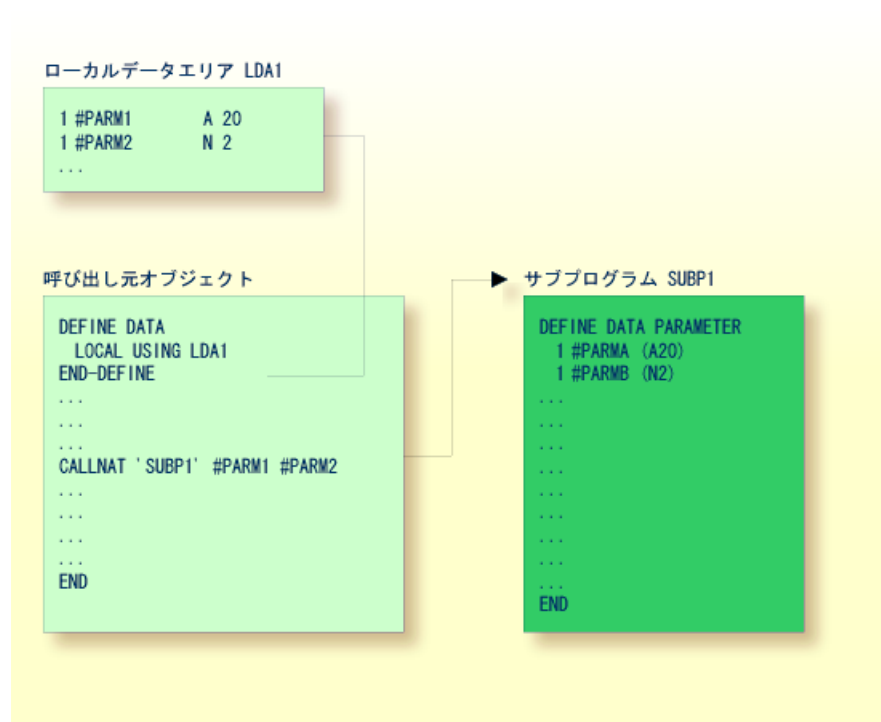 ローカルデータエリア LDA1
1 #PARM1 A 20
1 #PARM2 N 2
...
呼び出し元オブジェクト
DEFINE DATA
LOCAL USING LDA1
END-DEFINE
...
...
...
CALLNAT 'SUBP1' #PARM1 #PARM2
...
...
...
...
END
サブプログラム SUBP1
DEFINE DATA PARAMETER
1 #PARMA (A20)
1 #PARMB (N2)
...
...
...
...
...
...
...
...
...
END